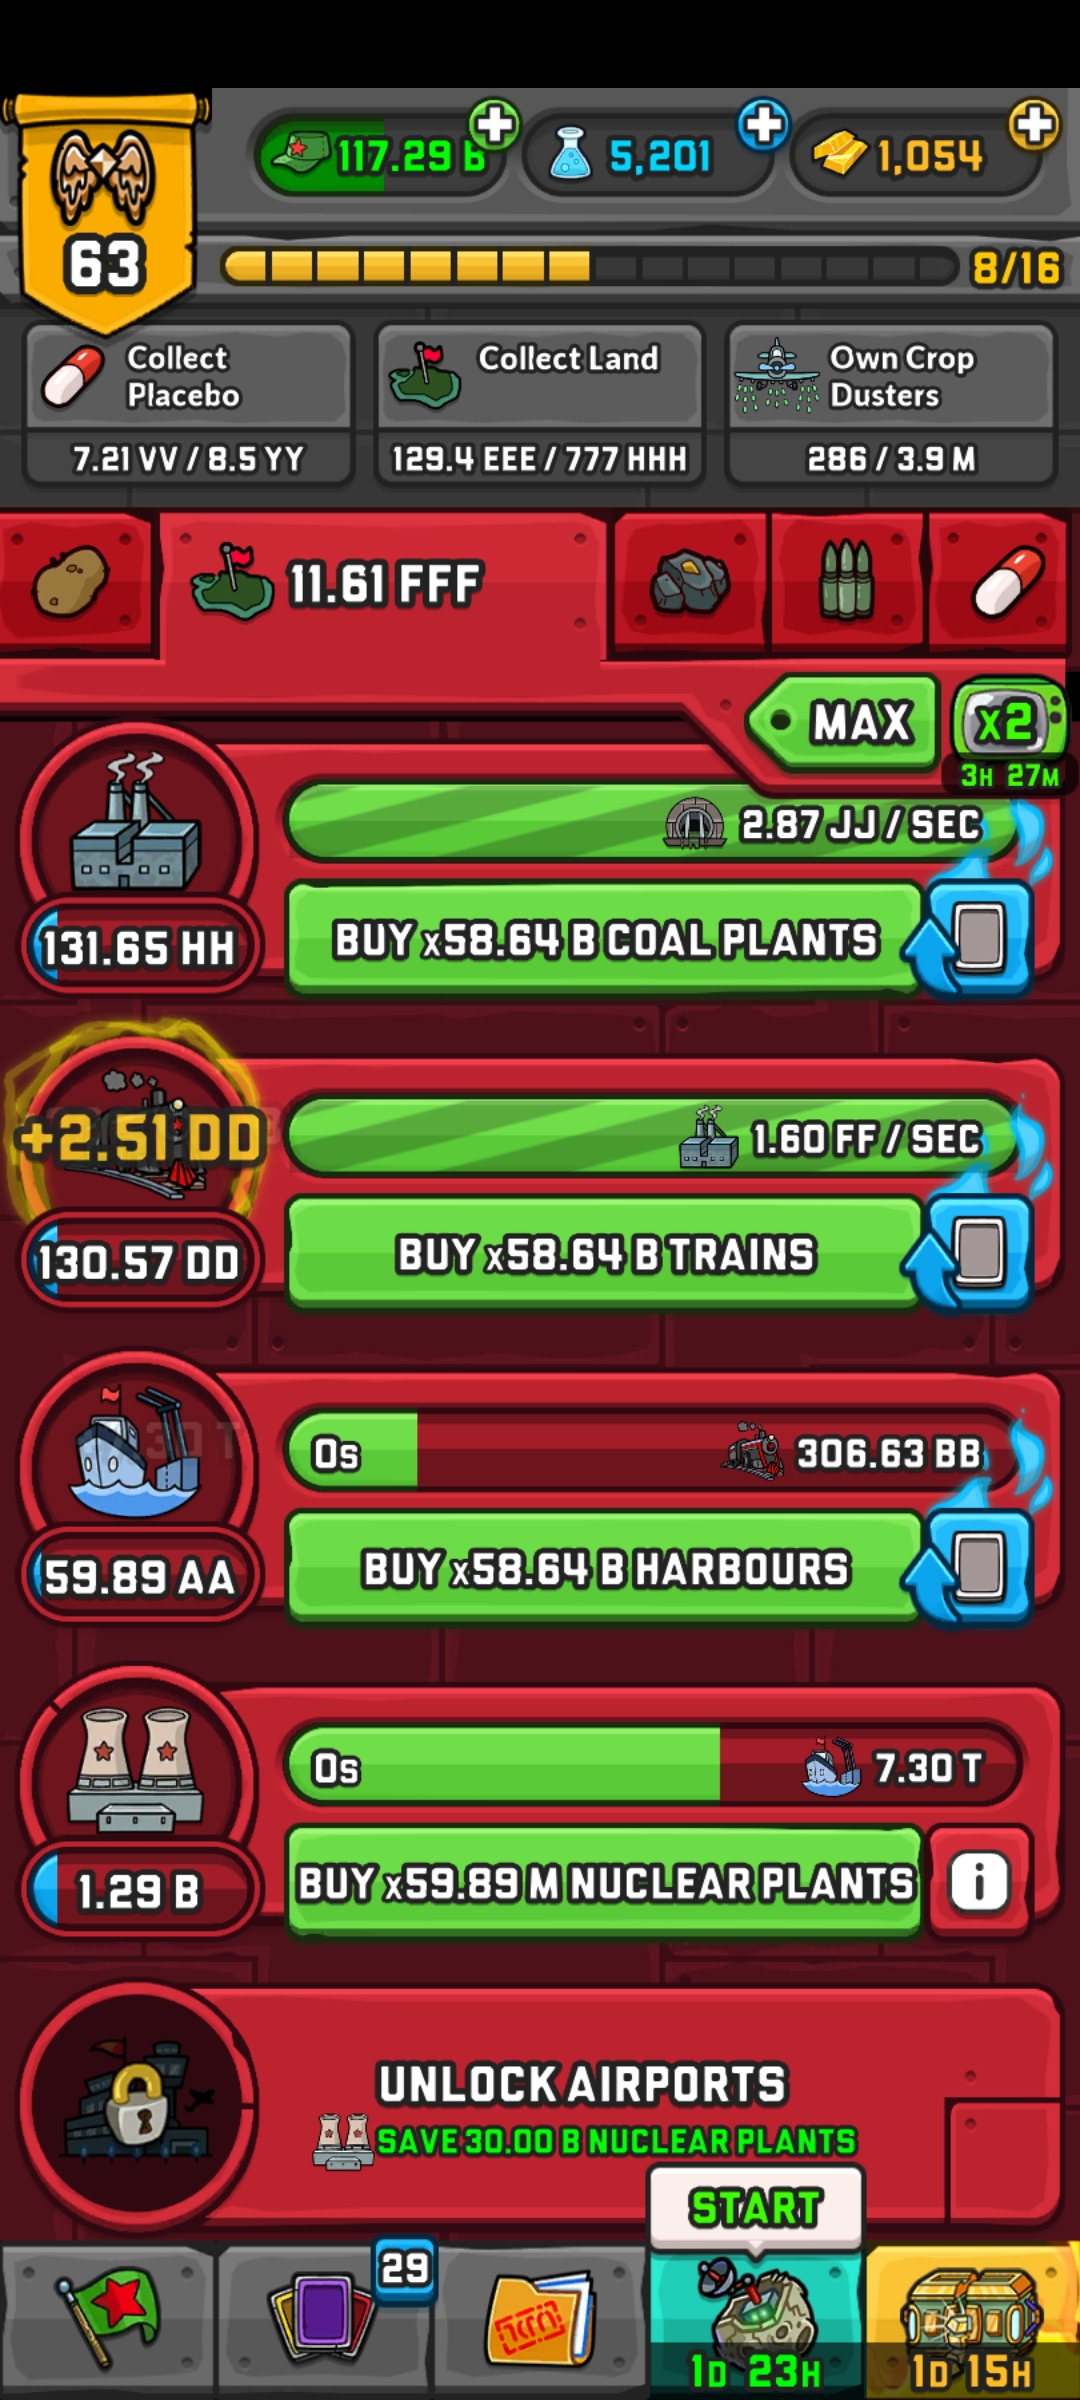 117.29 B
5,201
1,054
63
8/16
Collect
Placebo
7.21 VV / 8.5 YY
Collect Land
129.4 EEE / 777 HHH
Own Crop
Dusters
286 / 3.9 M
11.61 FFF
MAX
x2
3H 27M
2.87 JJ / SEC
131.65 HH
BUY x58.64 B COAL PLANTS
+2.51 DD
1.60 FF / SEC
130.57 DD
BUY x58.64 B TRAINS
0s
306.63 BB
59.89 AA
BUY x58.64 B HARBOURS
0s
7.30 T
1.29 B
BUY x59.89 M NUCLEAR PLANTS
i
UNLOCK AIRPORTS
SAVE 30.00 B NUCLEAR PLANTS
START
29
1D 23H
1D 15H